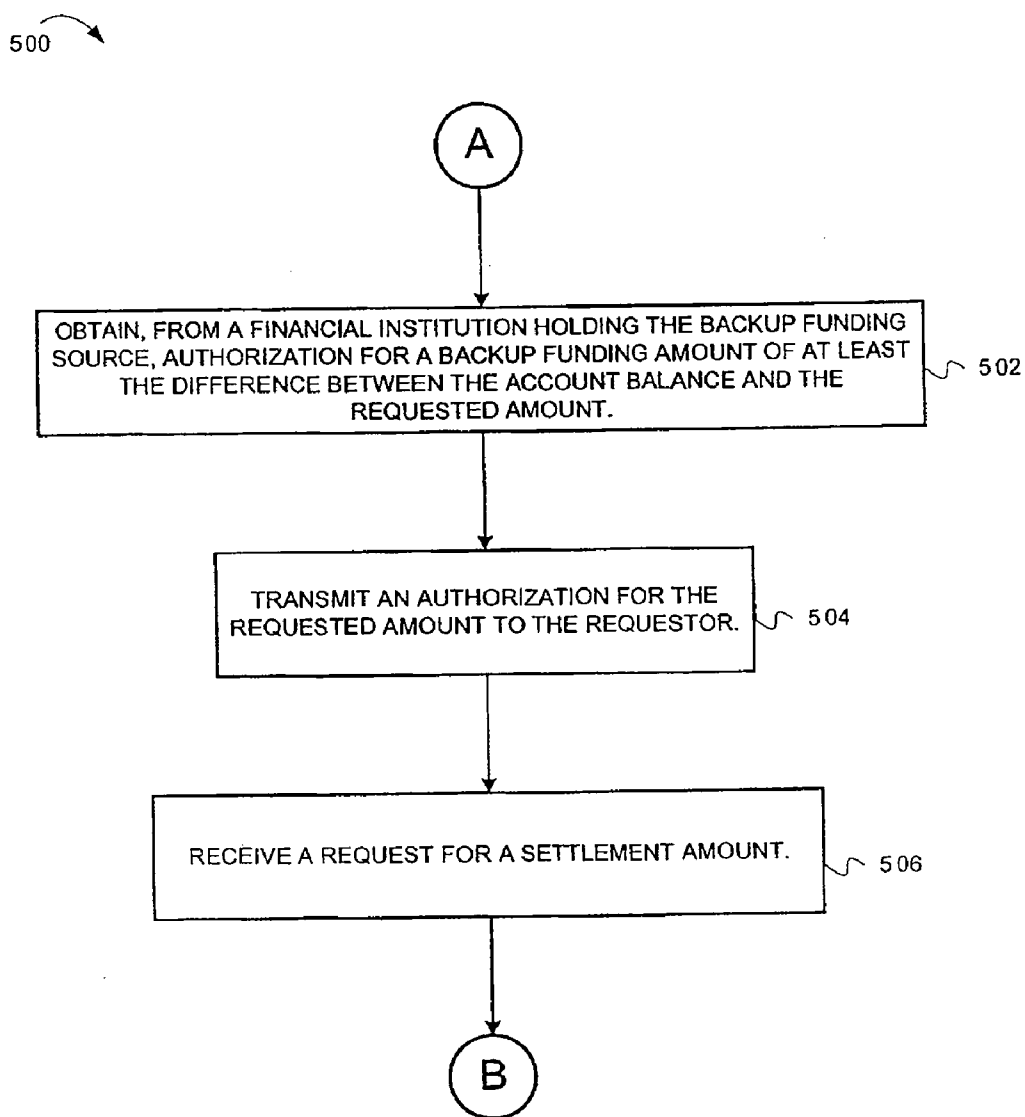 500
A
OBTAIN, FROM A FINANCIAL INSTITUTION HOLDING THE BACKUP FUNDING
SOURCE, AUTHORIZATION FOR A BACKUP FUNDING AMOUNT OF AT LEAST
THE DIFFERENCE BETWEEN THE ACCOUNT BALANCE AND THE
REQUESTED AMOUNT.
502
TRANSMIT AN AUTHORIZATION FOR THE
REQUESTED AMOUNT TO THE REQUESTOR.
504
RECEIVE A REQUEST FOR A SETTLEMENT AMOUNT.
506
B